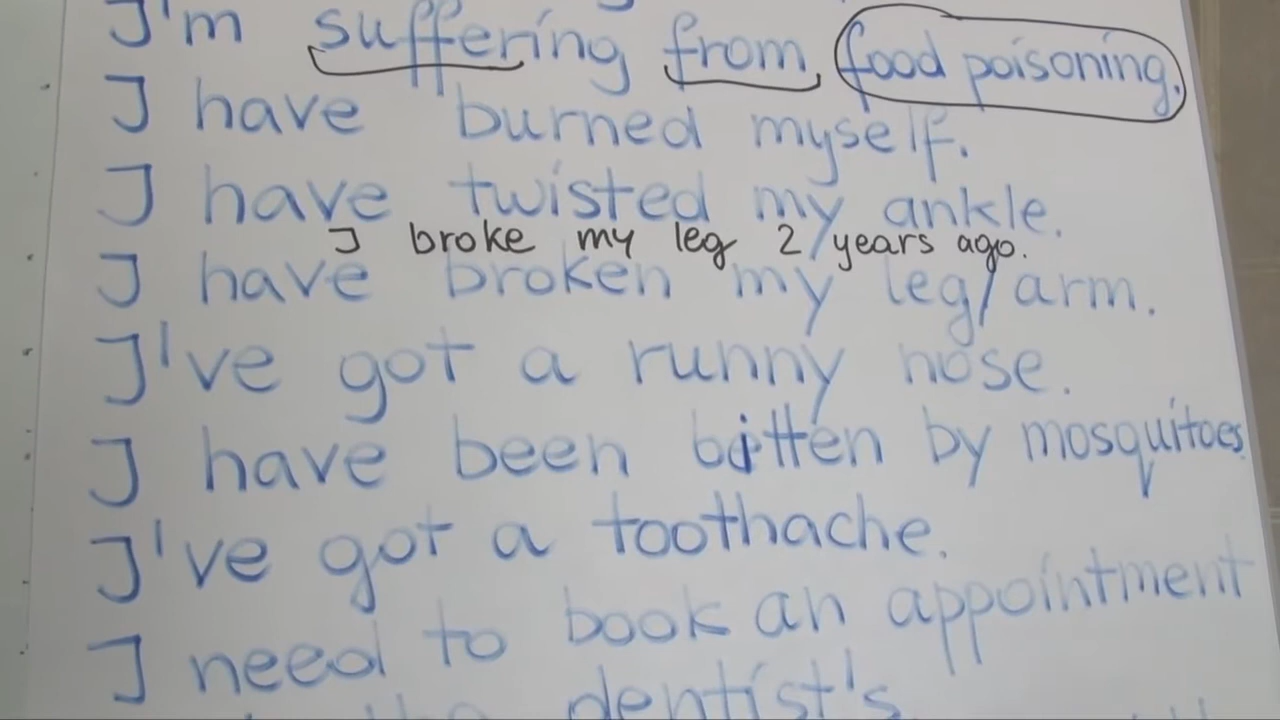 I'm suffering from food poisoning.
I have burned myself.
I have twisted my ankle.
I broke my leg 2 years ago.
I have broken my leg/arm.
I've got a runny nose.
I have been bitten by mosquitoes.
I've got a toothache.
I need to book an appointment
dentist's